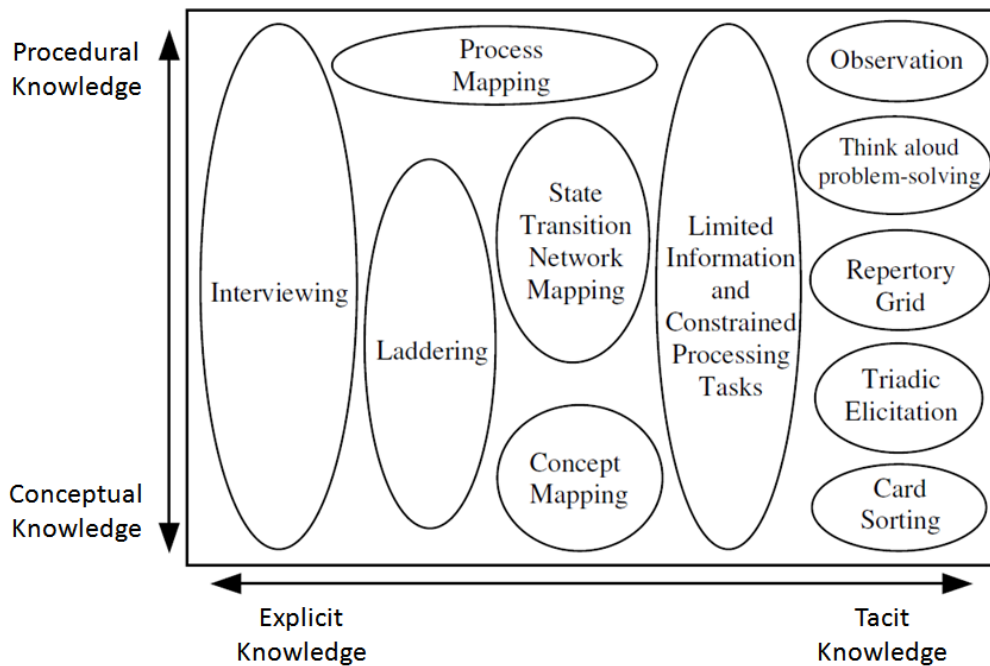 Procedural
Knowledge
Process
Mapping
Observation
Think aloud
problem-solving
State
Transition
Network
Mapping
Limited
Information
and
Constrained
Processing
Tasks
Interviewing
Repertory
Grid
Laddering
Triadic
Elicitation
Concept
Mapping
Card
Sorting
Conceptual
Knowledge
Explicit
Knowledge
Tacit
Knowledge